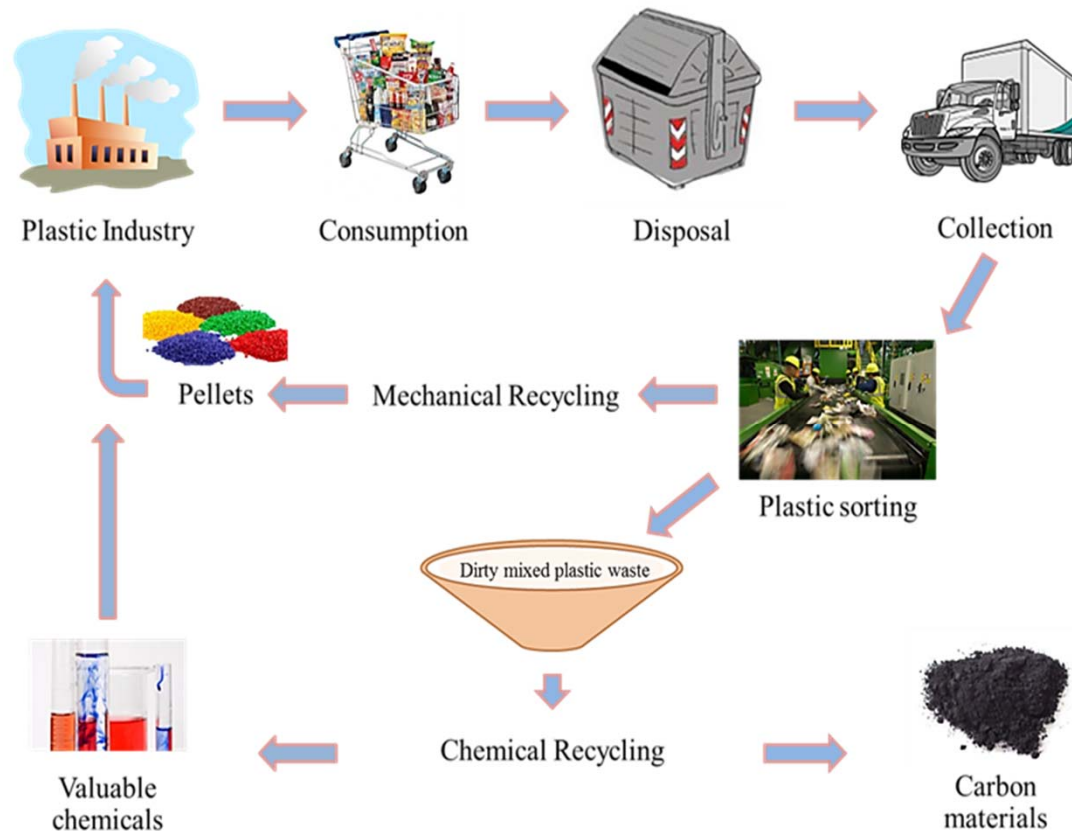 Plastic Industry
Consumption
Disposal
Collection
Pellets
Mechanical Recycling
Plastic sorting
Dirty mixed plastic waste
Chemical Recycling
Valuable
chemicals
Carbon
materials